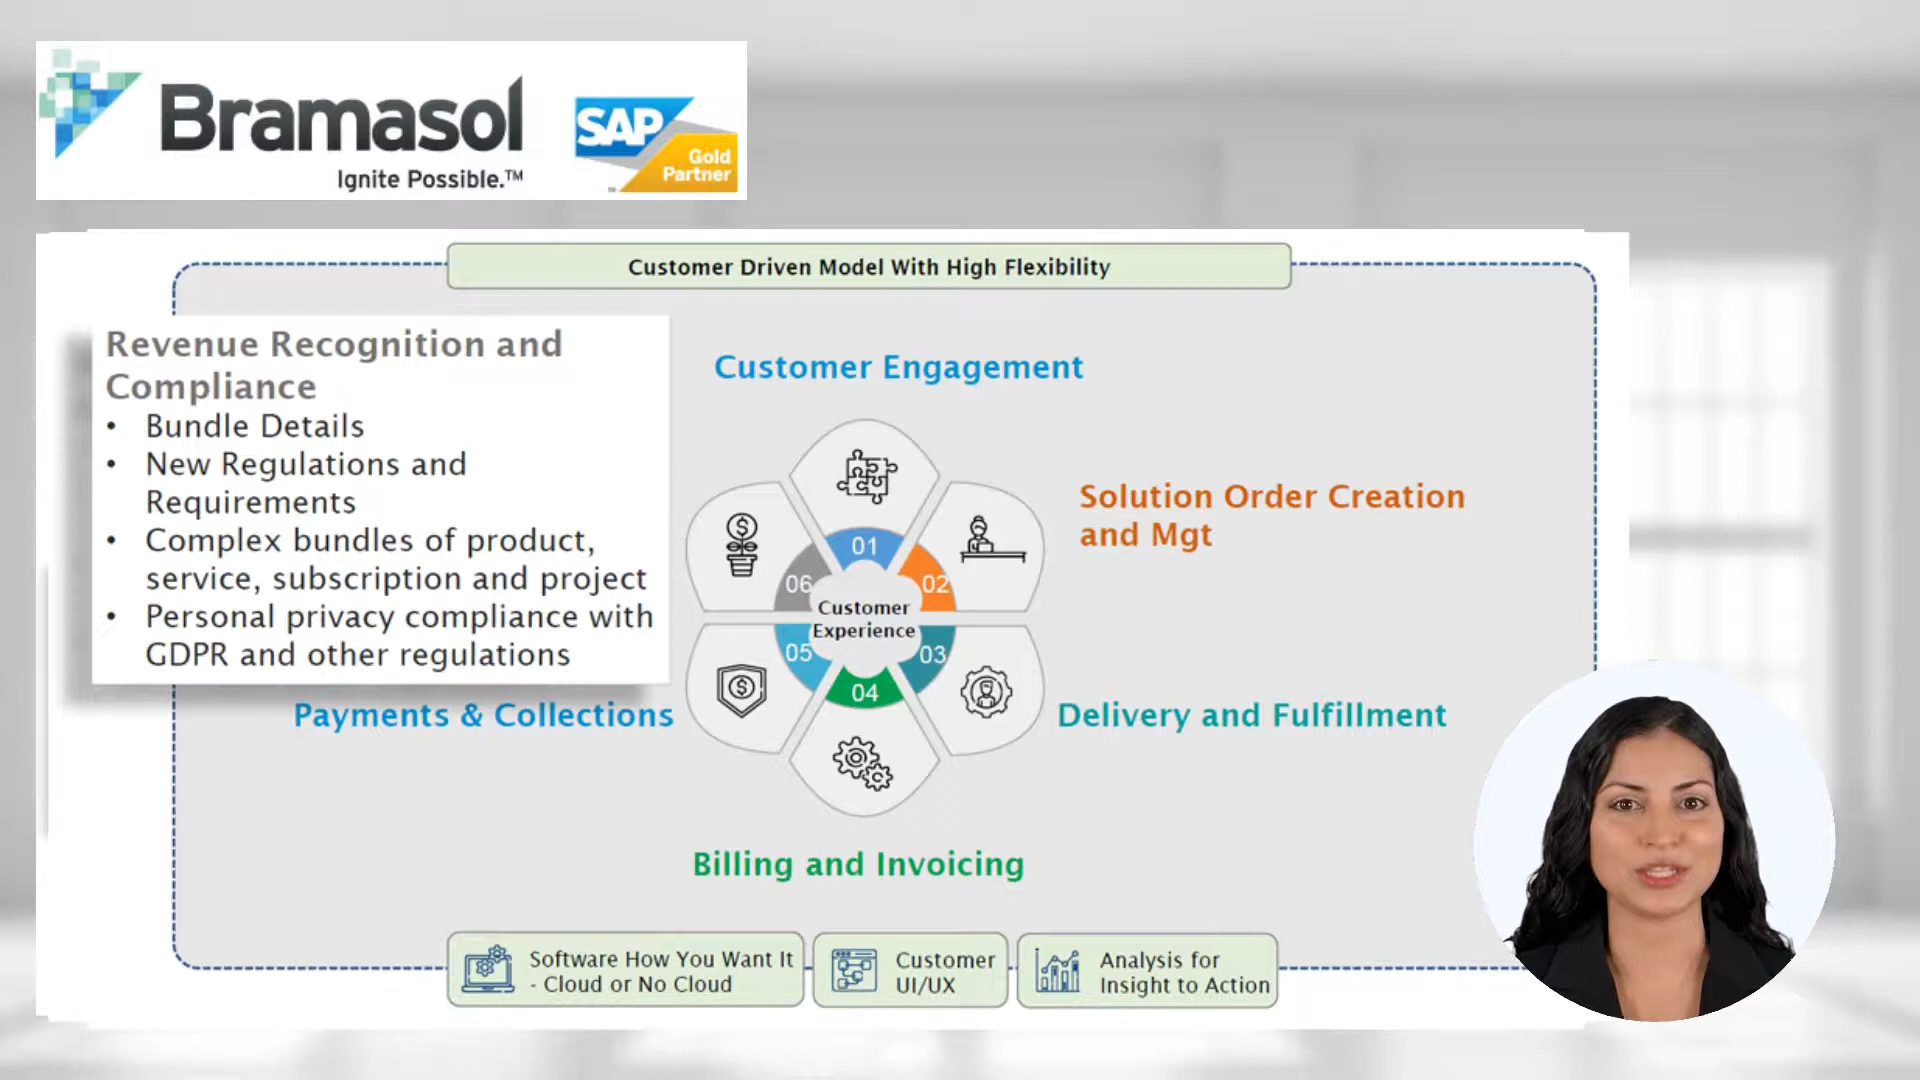 Bramasol
Ignite Possible.™
SAP
Gold
Partner
™
Customer Driven Model With High Flexibility
Revenue Recognition and
Compliance
• Bundle Details
• New Regulations and
Requirements
• Complex bundles of product,
service, subscription and project
• Personal privacy compliance with
GDPR and other regulations
Customer Engagement
Solution Order Creation
and Mgt
01
06
02
Customer
Experience
05
03
04
Payments & Collections
Delivery and Fulfillment
Billing and Invoicing
Software How You Want It
- Cloud or No Cloud
Customer
UI/UX
Analysis for
Insight to Action